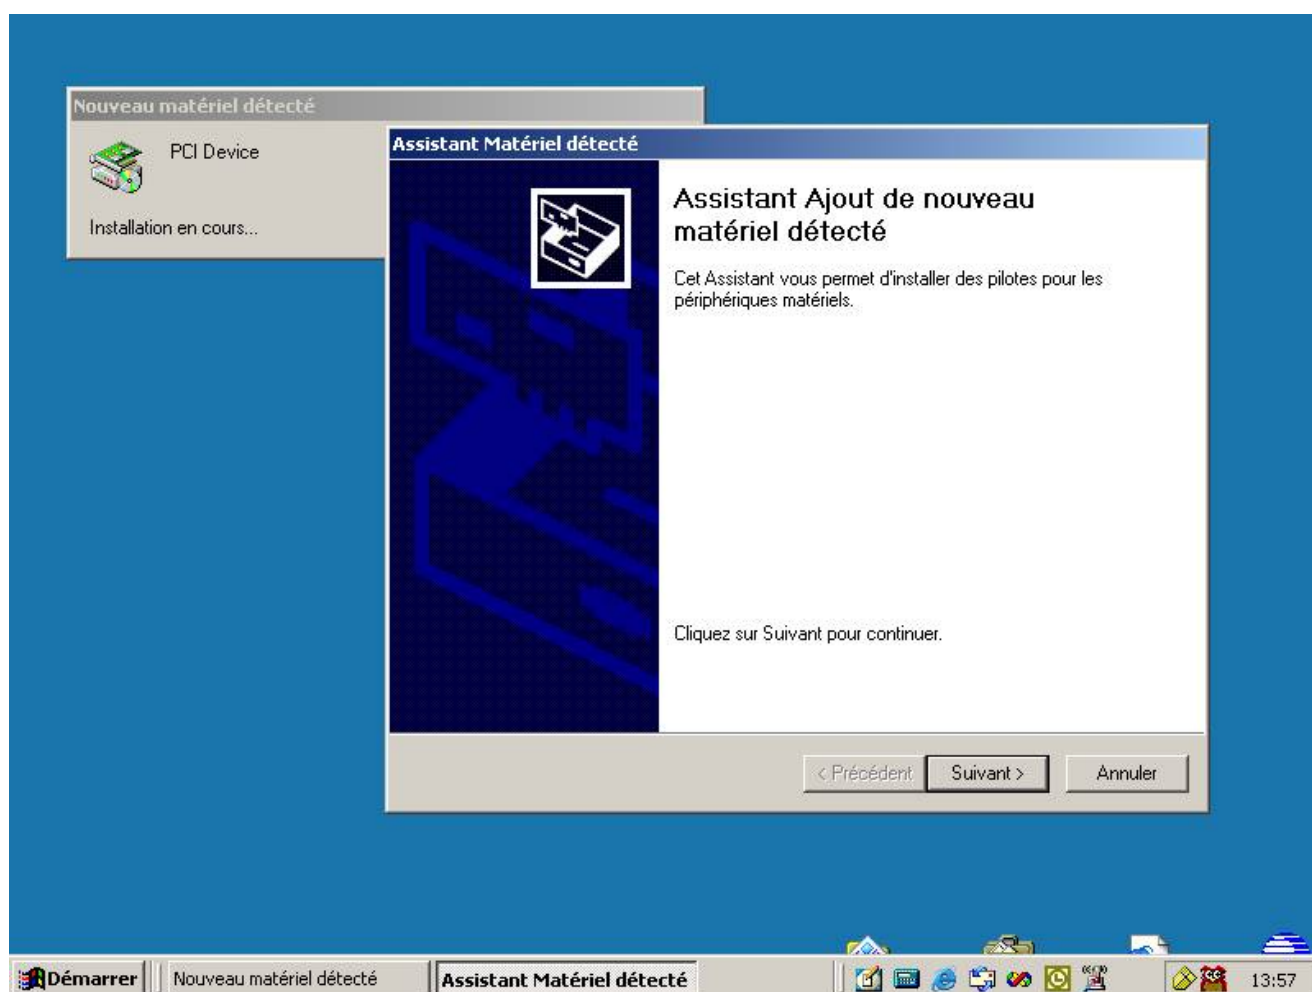 Nouveau matériel détecté
PCI Device
Installation en cours...
Assistant Matériel détecté
Assistant Ajout de nouveau
matériel détecté
Cet Assistant vous permet d'installer des pilotes pour les
périphériques matériels.
Cliquez sur Suivant pour continuer.
< Précédent
Suivant >
Annuler
Démarrer
Nouveau matériel détecté
Assistant Matériel détecté
13:57